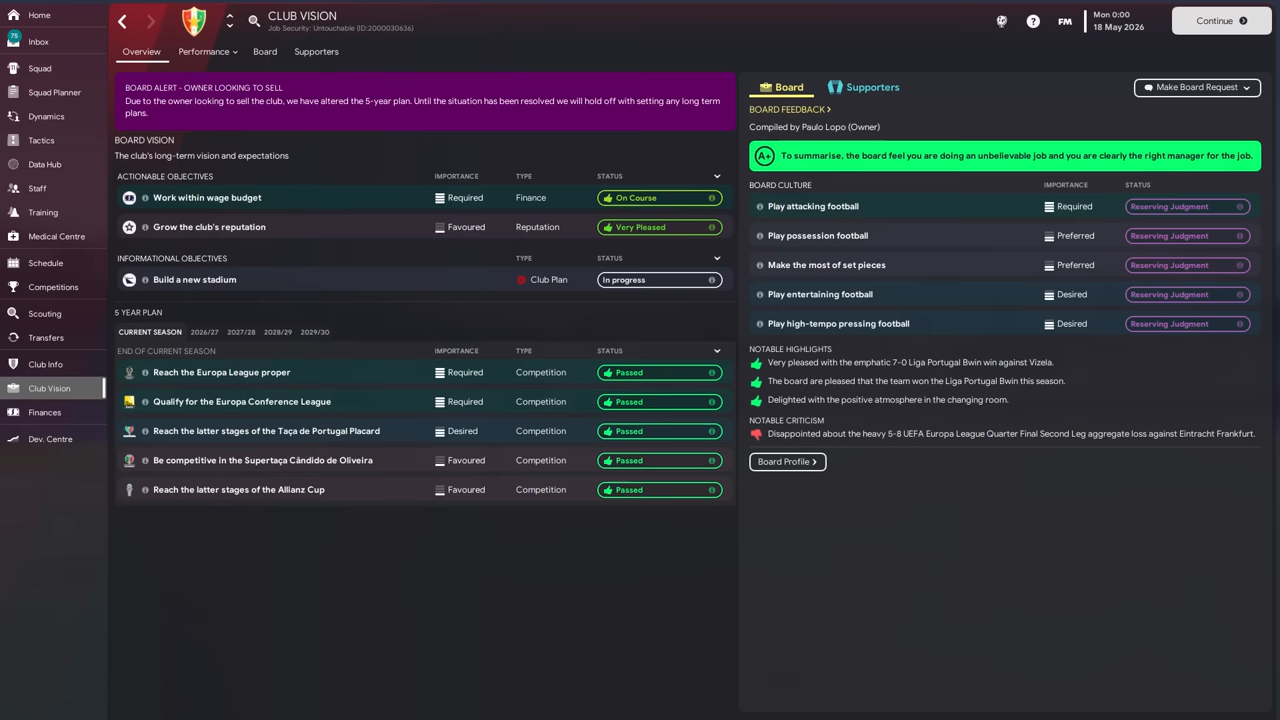 Home
75
Inbox
Squad
Squad Planner
Dynamics
Tactics
Data Hub
Staff
Training
Medical Centre
Schedule
Competitions
Scouting
Transfers
Club Info
Club Vision
Finances
Dev. Centre
CLUB VISION
Job Security: Untouchable (ID:2000030636)
FM
Mon 0:00
18 May 2026
Continue
Overview
Performance
Board
Supporters
BOARD ALERT - OWNER LOOKING TO SELL
Due to the owner looking to sell the club, we have altered the 5-year plan. Until the situation has been resolved we will hold off with setting any long term
plans.
BOARD VISION
The club's long-term vision and expectations
ACTIONABLE OBJECTIVES IMPORTANCE TYPE STATUS
Work within wage budget Required Finance On Course
Grow the club's reputation Favoured Reputation Very Pleased
INFORMATIONAL OBJECTIVES TYPE STATUS
Build a new stadium Club Plan In progress
5 YEAR PLAN
CURRENT SEASON 2026/27 2027/28 2028/29 2029/30
END OF CURRENT SEASON IMPORTANCE TYPE STATUS
Reach the Europa League proper Required Competition Passed
Qualify for the Europa Conference League Required Competition Passed
Reach the latter stages of the Taça de Portugal Placard Desired Competition Passed
Be competitive in the Supertaça Cândido de Oliveira Favoured Competition Passed
Reach the latter stages of the Allianz Cup Favoured Competition Passed
Board Supporters
Make Board Request
BOARD FEEDBACK >
Compiled by Paulo Lopo (Owner)
A+ To summarise, the board feel you are doing an unbelievable job and you are clearly the right manager for the job.
BOARD CULTURE IMPORTANCE STATUS
Play attacking football Required Reserving Judgment
Play possession football Preferred Reserving Judgment
Make the most of set pieces Preferred Reserving Judgment
Play entertaining football Desired Reserving Judgment
Play high-tempo pressing football Desired Reserving Judgment
NOTABLE HIGHLIGHTS
Very pleased with the emphatic 7-0 Liga Portugal Bwin win against Vizela.
The board are pleased that the team won the Liga Portugal Bwin this season.
Delighted with the positive atmosphere in the changing room.
NOTABLE CRITICISM
Disappointed about the heavy 5-8 UEFA Europa League Quarter Final Second Leg aggregate loss against Eintracht Frankfurt.
Board Profile >